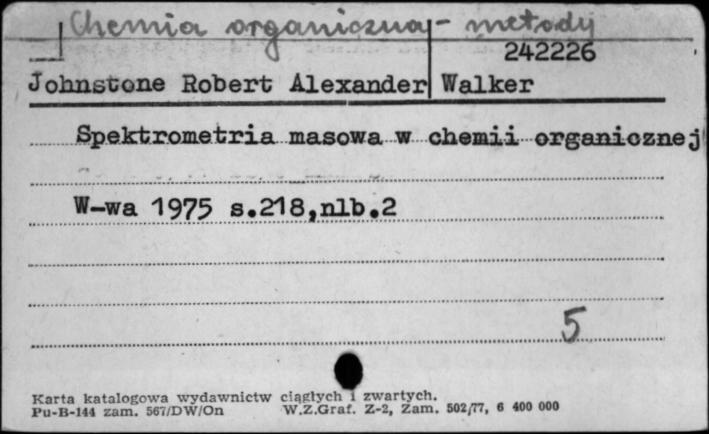 Chemia organiczna - metody
242226
Johnstone Robert Alexander Walker
Spektrometria masowa w chemii organicznej
W-wa 1975 s.218,nlb.2
5
Karta katalogowa wydawnictw ciągłych i zwartych.
Pu-B-144 zam. 567/DW/On W.Z.Graf. Z-2, Zam. 502/77, 6 400 000